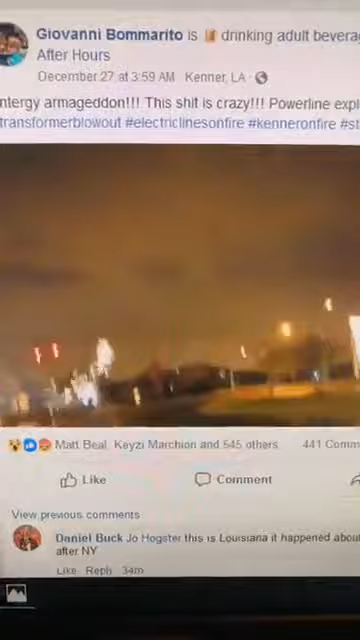 Giovanni Bommarito is drinking adult bevera
After Hours
December 27 at 3:59 AM Kenner, LA
ntergy armageddon!!! This shit is crazy!!! Powerline expl
transformerblowout #electriclinesonfire #kenneronfire #st
Matt Beal, Keyzi Marchion and 545 others 441 Comm
Like Comment
View previous comments
Daniel Buck Jo Hogster this is Louisiana it happened abou
after NY
Like Reply 34m